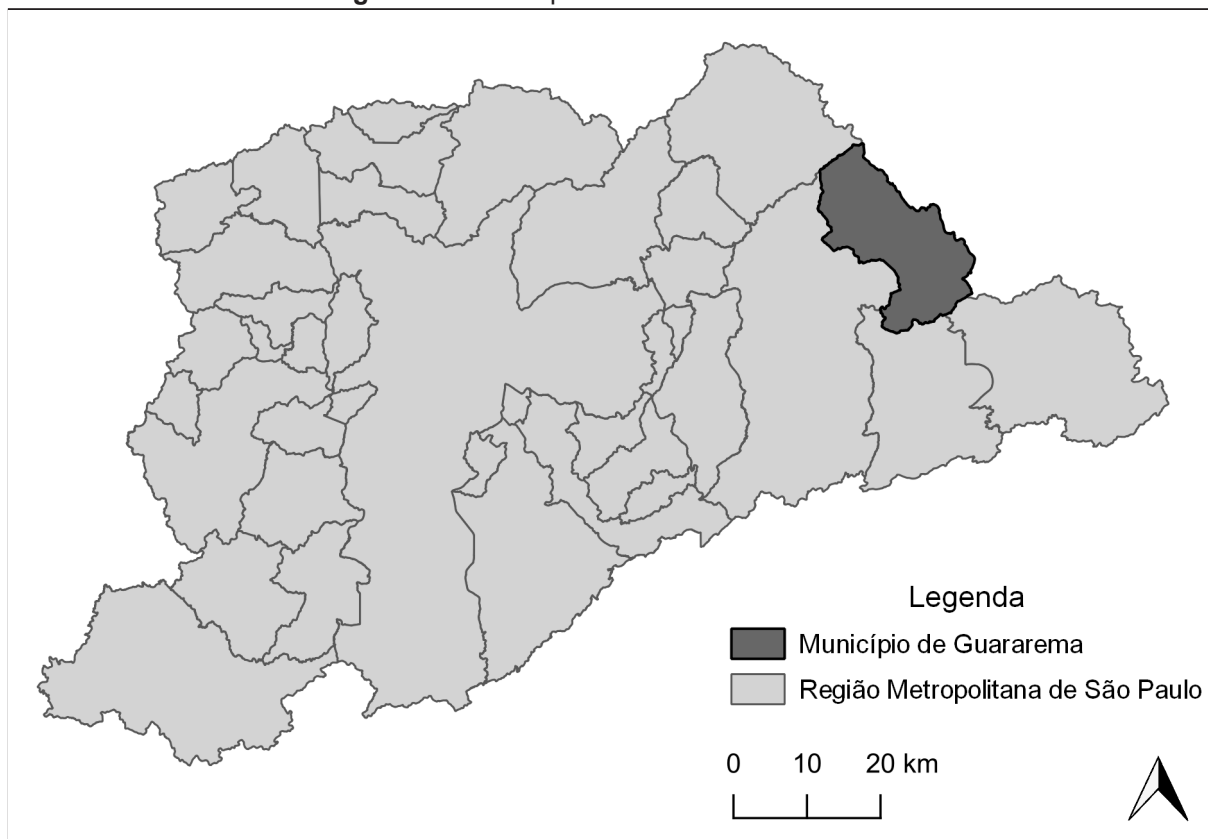 Legenda
Município de Guararema
Região Metropolitana de São Paulo
0 10 20 km